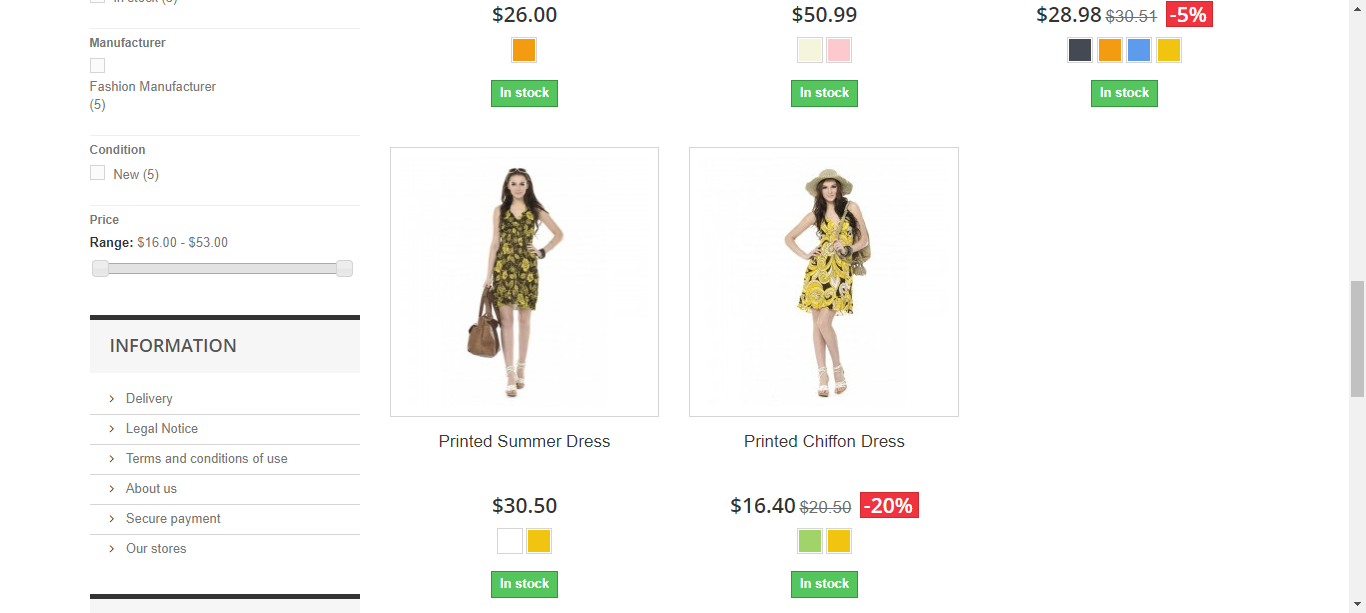 In stock (5)
Manufacturer
Fashion Manufacturer
(5)
Condition
New (5)
Price
Range: $16.00 - $53.00
INFORMATION
Delivery
Legal Notice
Terms and conditions of use
About us
Secure payment
Our stores
$26.00
In stock
$50.99
In stock
$28.98 $30.51 -5%
In stock
Printed Summer Dress
$30.50
In stock
Printed Chiffon Dress
$16.40 $20.50 -20%
In stock